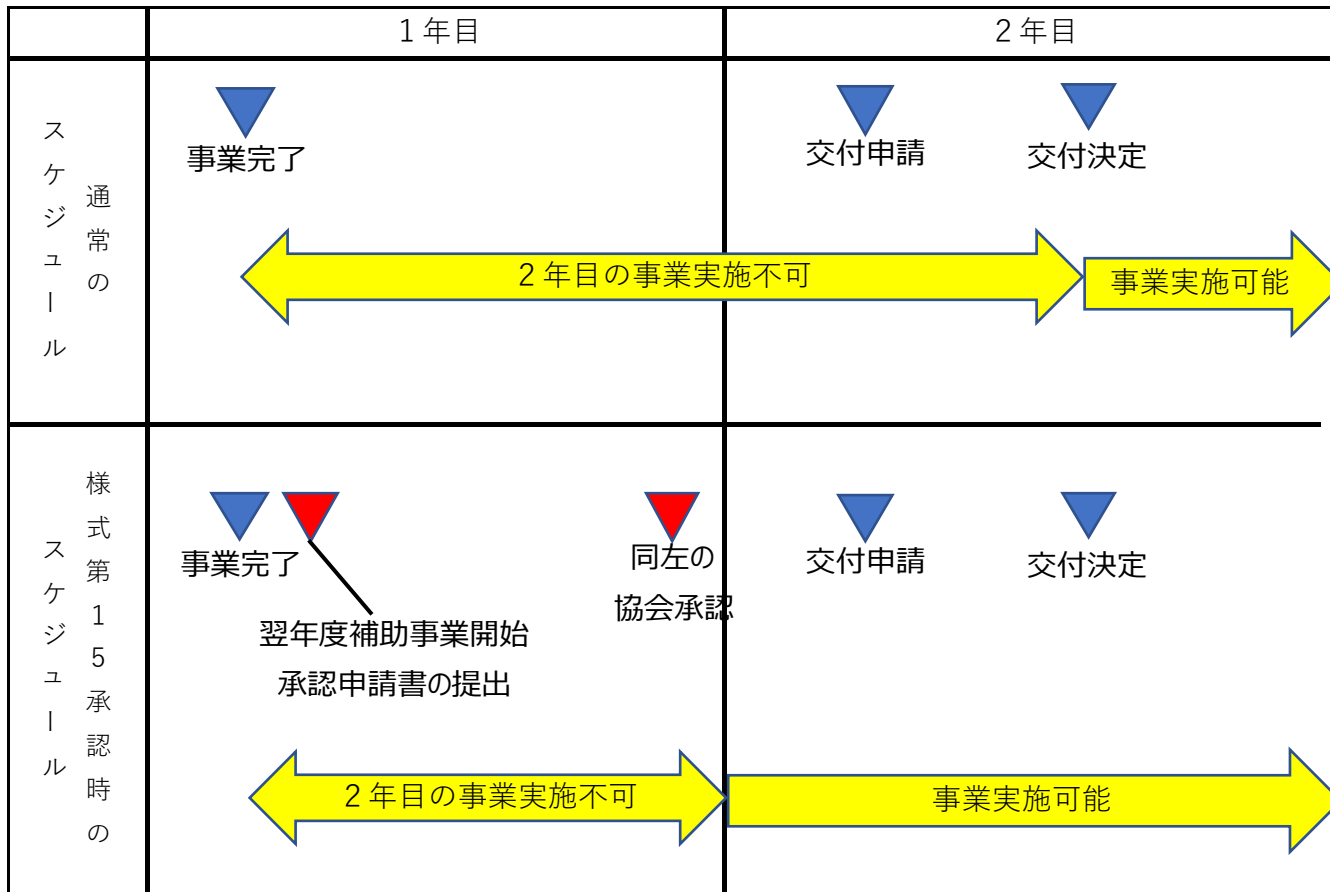 １年目
２年目
通常の
スケジュール
事業完了
交付申請
交付決定
２年目の事業実施不可
事業実施可能
様式第１５承認時の
スケジュール
事業完了
翌年度補助事業開始
承認申請書の提出
同左の
協会承認
交付申請
交付決定
２年目の事業実施不可
事業実施可能